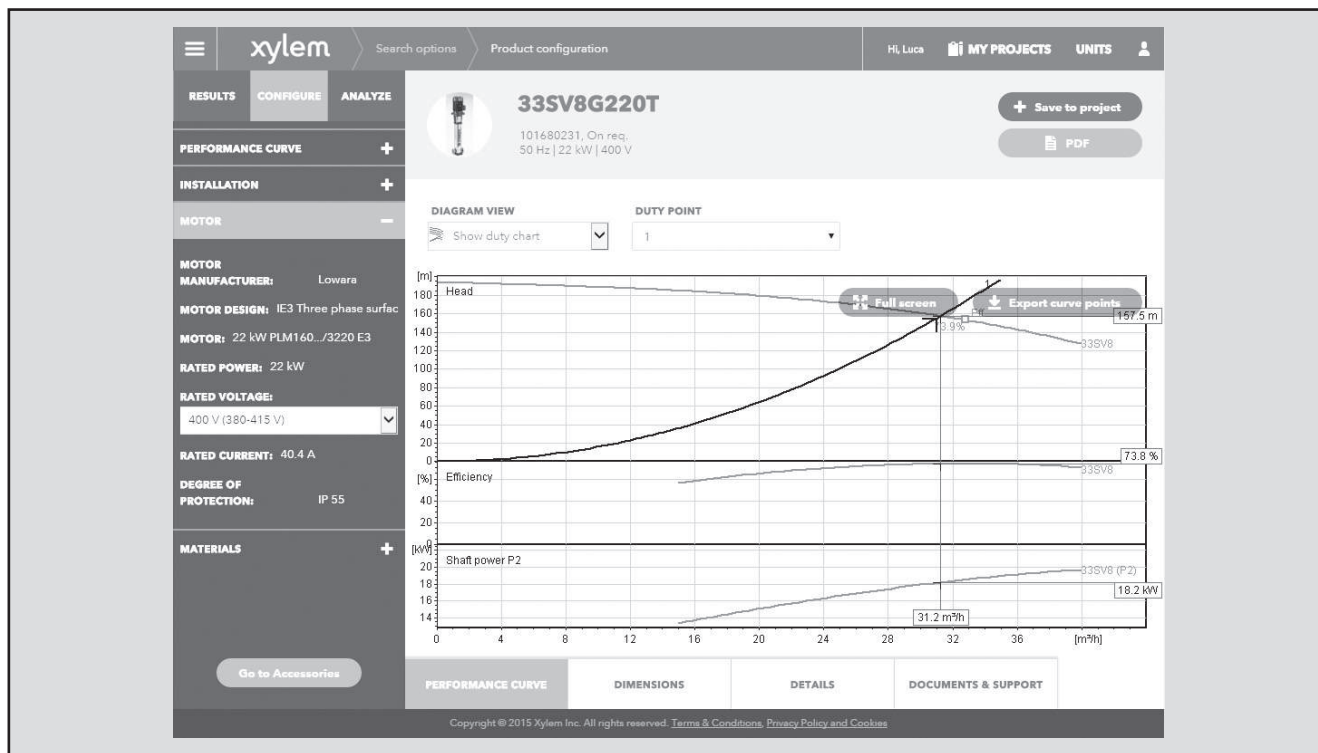 xylem
Search options
Product configuration
Hi, Luca
MY PROJECTS
UNITS
RESULTS
CONFIGURE
ANALYZE
PERFORMANCE CURVE +
INSTALLATION +
MOTOR −
MOTOR
MANUFACTURER: Lowara
MOTOR DESIGN: IE3 Three phase surfac
MOTOR: 22 kW PLM160.../3220 E3
RATED POWER: 22 kW
RATED VOLTAGE:
400 V (380-415 V)
RATED CURRENT: 40.4 A
DEGREE OF
PROTECTION: IP 55
MATERIALS +
Go to Accessories
33SV8G220T
101680231, On req.
50 Hz | 22 kW | 400 V
+ Save to project
PDF
DIAGRAM VIEW
Show duty chart
DUTY POINT
1
[m]
Head
180
160
140
120
100
80
60
40
20
0
1
Full screen
Export curve points
Eff
157.5 m
3.9%
33SV8
73.8 %
[%]
Efficiency
33SV8
40
20
0
[kW]
Shaft power P2
20
18
16
14
33SV8 (P2)
18.2 kW
31.2 m³/h
0 4 8 12 16 20 24 28 32 36 [m³/h]
PERFORMANCE CURVE
DIMENSIONS
DETAILS
DOCUMENTS & SUPPORT
Copyright © 2015 Xylem Inc. All rights reserved. Terms & Conditions, Privacy Policy and Cookies